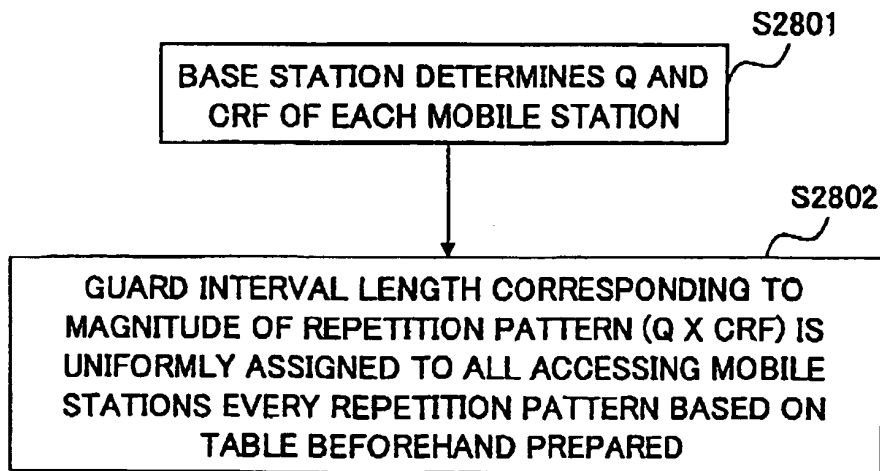 S2801
BASE STATION DETERMINES Q AND
CRF OF EACH MOBILE STATION
S2802
GUARD INTERVAL LENGTH CORRESPONDING TO
MAGNITUDE OF REPETITION PATTERN (Q X CRF) IS
UNIFORMLY ASSIGNED TO ALL ACCESSING MOBILE
STATIONS EVERY REPETITION PATTERN BASED ON
TABLE BEFOREHAND PREPARED